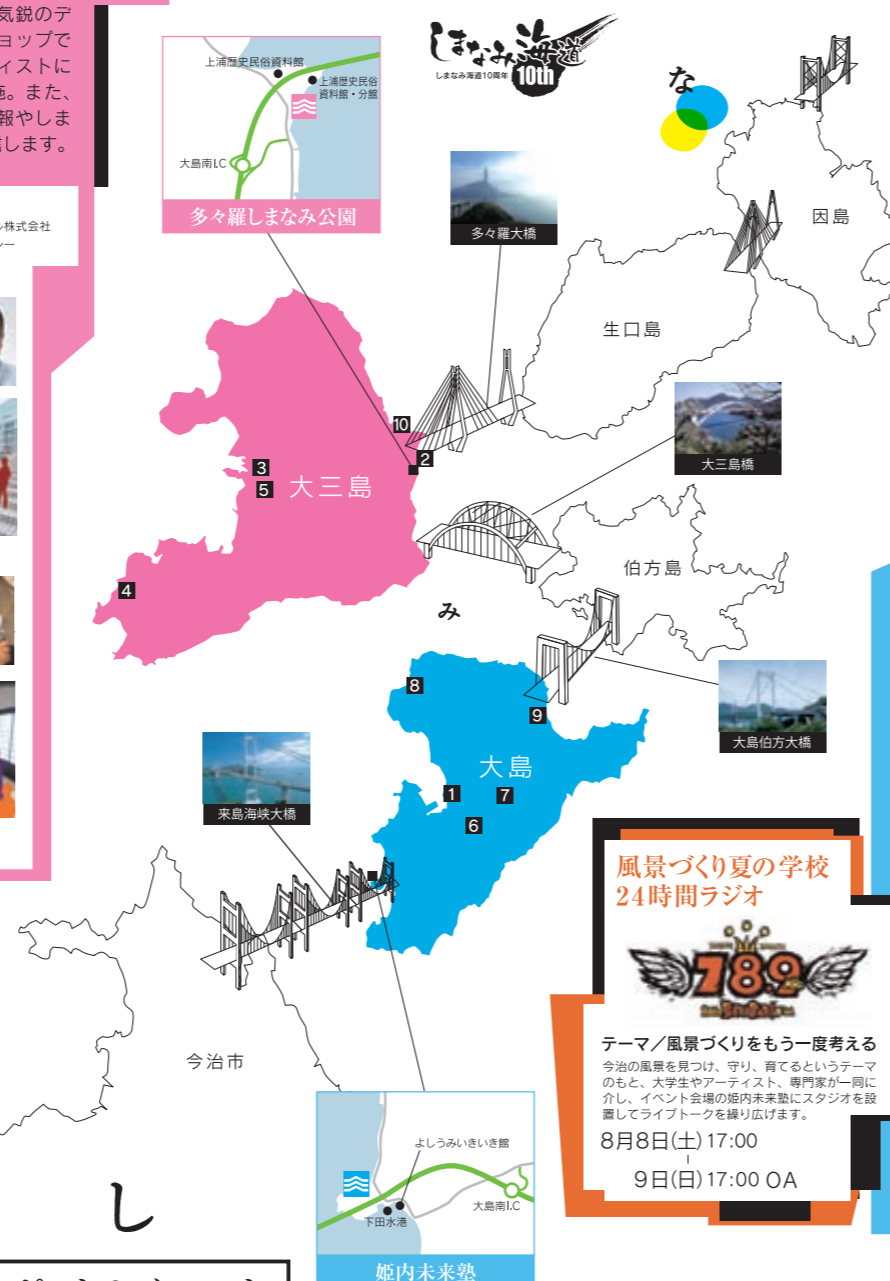 気鋭のデ
ョップで
ィストに
施。また、
報やしま
信します。
ル株式会社
シー
上浦歴史民俗資料館
上浦歴史民俗
資料館・分館
大島南I.C
多々羅しまなみ公園
しまなみ海道
しまなみ海道10周年
10th
な
多々羅大橋
因島
生口島
大三島橋
10
2
3
5
大三島
4
伯方島
み
8
9
大島伯方大橋
大島
1
7
6
来島海峡大橋
今治市
風景づくり夏の学校
24時間ラジオ
789
テーマ/風景づくりをもう一度考える
今治の風景を見つけ、守り、育てるというテーマ
のもと、大学生やアーティスト、専門家が一同に
介し、イベント会場の姫内未来塾にスタジオを設
置してライブトークを繰り広げます。
8月8日(土) 17:00
9日(日) 17:00 OA
よしうみいきいき館
大島南I.C
下田水港
姫内未来塾
し